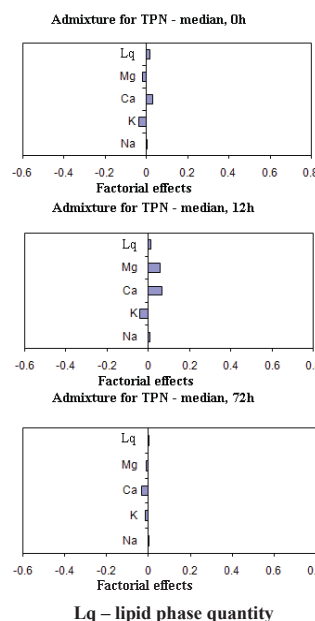 Admixture for TPN - median, 0h
Lq
Mg
Ca
K
Na
-0.6 -0.4 -0.2 0 0.2 0.4 0.6 0.8
Factorial effects
Admixture for TPN - median, 12h
Lq
Mg
Ca
K
Na
-0.6 -0.4 -0.2 0 0.2 0.4 0.6 0.8
Factorial effects
Admixture for TPN - median, 72h
Lq
Mg
Ca
K
Na
-0.6 -0.4 -0.2 0 0.2 0.4 0.6 0.8
Factorial effects
Lq – lipid phase quantity